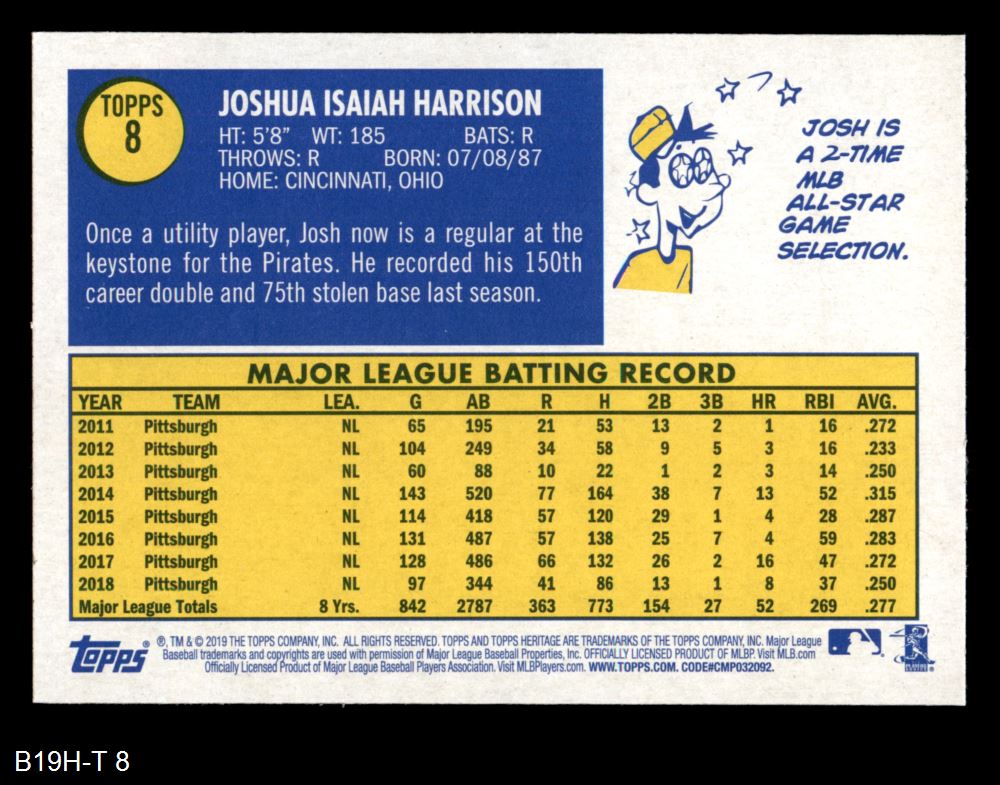 TOPPS
8
JOSHUA ISAIAH HARRISON
HT: 5'8" WT: 185 BATS: R
THROWS: R BORN: 07/08/87
HOME: CINCINNATI, OHIO
Once a utility player, Josh now is a regular at the
keystone for the Pirates. He recorded his 150th
career double and 75th stolen base last season.
JOSH IS
A 2-TIME
MLB
ALL-STAR
GAME
SELECTION.
MAJOR LEAGUE BATTING RECORD
YEAR TEAM LEA. G AB R H 2B 3B HR RBI AVG.
2011 Pittsburgh NL 65 195 21 53 13 2 1 16 .272
2012 Pittsburgh NL 104 249 34 58 9 5 3 16 .233
2013 Pittsburgh NL 60 88 10 22 1 2 3 14 .250
2014 Pittsburgh NL 143 520 77 164 38 7 13 52 .315
2015 Pittsburgh NL 114 418 57 120 29 1 4 28 .287
2016 Pittsburgh NL 131 487 57 138 25 7 4 59 .283
2017 Pittsburgh NL 128 486 66 132 26 2 16 47 .272
2018 Pittsburgh NL 97 344 41 86 13 1 8 37 .250
Major League Totals 8 Yrs. 842 2787 363 773 154 27 52 269 .277
Topps® ®, TM & © 2019 THE TOPPS COMPANY, INC. ALL RIGHTS RESERVED. TOPPS AND TOPPS HERITAGE ARE TRADEMARKS OF THE TOPPS COMPANY, INC. Major League
Baseball trademarks and copyrights are used with permission of Major League Baseball Properties, Inc. OFFICIALLY LICENSED PRODUCT OF MLBP. Visit MLB.com
Officially Licensed Product of Major League Baseball Players Association. Visit MLBPlayers.com. WWW.TOPPS.COM. CODE#CMP032092.
B19H-T 8